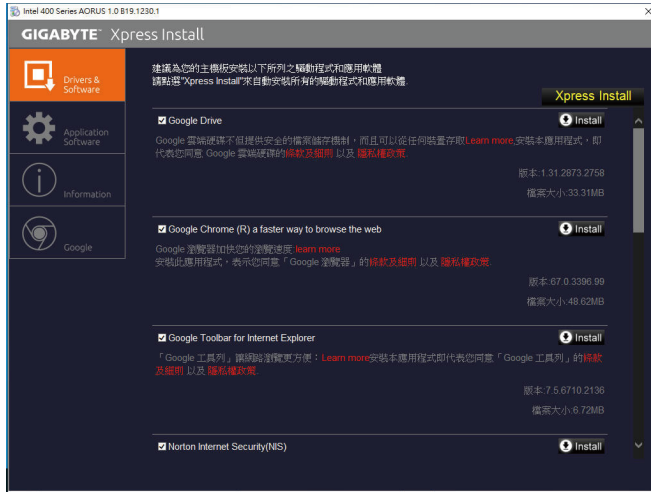 Intel 400 Series AORUS 1.0 B19.1230.1
GIGABYTE™ Xpress Install
Drivers &
Software
Application
Software
Information
Google
建議為您的主機板安裝以下所列之驅動程式和應用軟體
請點選"Xpress Install"來自動安裝所有的驅動程式和應用軟體.
Xpress Install
Google Drive
Install
Google 雲端硬碟不但提供安全的檔案儲存機制，而且可以從任何裝置存取Learn more,安裝本應用程式，即
代表您同意 Google 雲端硬碟的條款及細則 以及 隱私權政策.
版本:1.31.2873.2758
檔案大小:33.31MB
Google Chrome (R) a faster way to browse the web
Install
Google 瀏覽器加快您的瀏覽速度:learn more
安裝此應用程式，表示您同意「Google 瀏覽器」的條款及細則 以及 隱私權政策.
版本:67.0.3396.99
檔案大小:48.62MB
Google Toolbar for Internet Explorer
Install
「Google 工具列」讓網路瀏覽更方便：Learn more安裝本應用程式即代表您同意「Google 工具列」的條款
及細則 以及 隱私權政策.
版本:7.5.6710.2136
檔案大小:6.72MB
Norton Internet Security(NIS)
Install